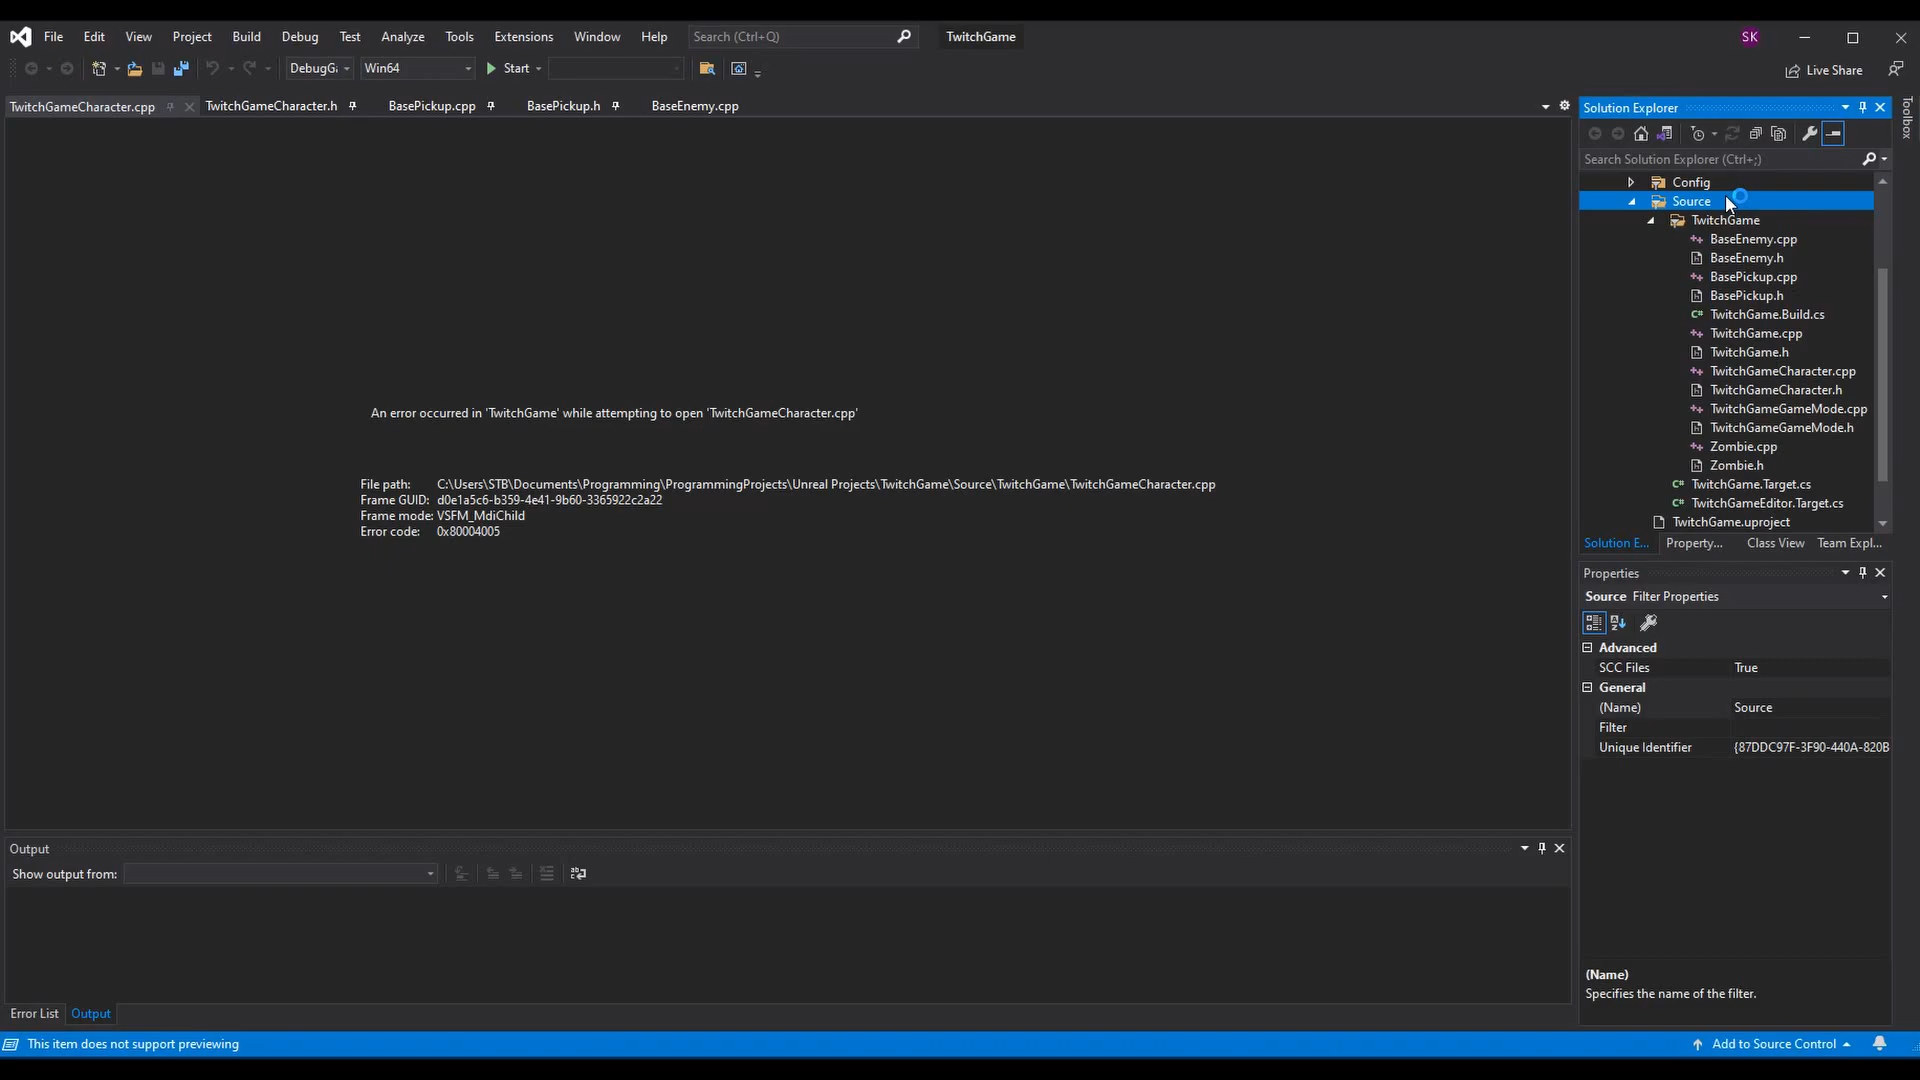 File Edit View Project Build Debug Test Analyze Tools Extensions Window Help Search (Ctrl+Q) TwitchGame SK
DebugGa Win64 Start Live Share
TwitchGameCharacter.cpp TwitchGameCharacter.h BasePickup.cpp BasePickup.h BaseEnemy.cpp
An error occurred in 'TwitchGame' while attempting to open 'TwitchGameCharacter.cpp'
File path: C:\Users\STB\Documents\Programming\ProgrammingProjects\Unreal Projects\TwitchGame\Source\TwitchGame\TwitchGameCharacter.cpp
Frame GUID: d0e1a5c6-b359-4e41-9b60-3365922c2a22
Frame mode: VSFM_MdiChild
Error code: 0x80004005
Solution Explorer
Search Solution Explorer (Ctrl+;)
Config
Source
TwitchGame
BaseEnemy.cpp
BaseEnemy.h
BasePickup.cpp
BasePickup.h
TwitchGame.Build.cs
TwitchGame.cpp
TwitchGame.h
TwitchGameCharacter.cpp
TwitchGameCharacter.h
TwitchGameGameMode.cpp
TwitchGameGameMode.h
Zombie.cpp
Zombie.h
TwitchGame.Target.cs
TwitchGameEditor.Target.cs
TwitchGame.uproject
Solution E... Property... Class View Team Expl...
Toolbox
Properties
Source Filter Properties
Advanced
SCC Files True
General
(Name) Source
Filter
Unique Identifier {87DDC97F-3F90-440A-820B
(Name)
Specifies the name of the filter.
Output
Show output from:
Error List Output
This item does not support previewing Add to Source Control